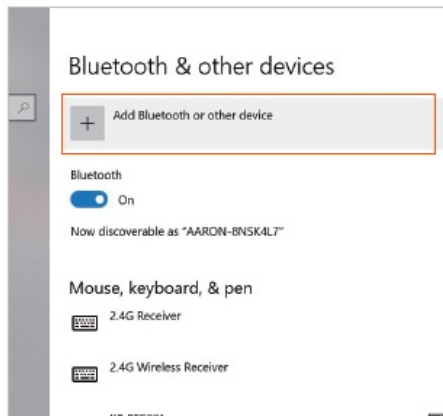 Bluetooth & other devices
Add Bluetooth or other device
Bluetooth
On
Now discoverable as "AARON-8NSK4L7"
Mouse, keyboard, & pen
2.4G Receiver
2.4G Wireless Receiver